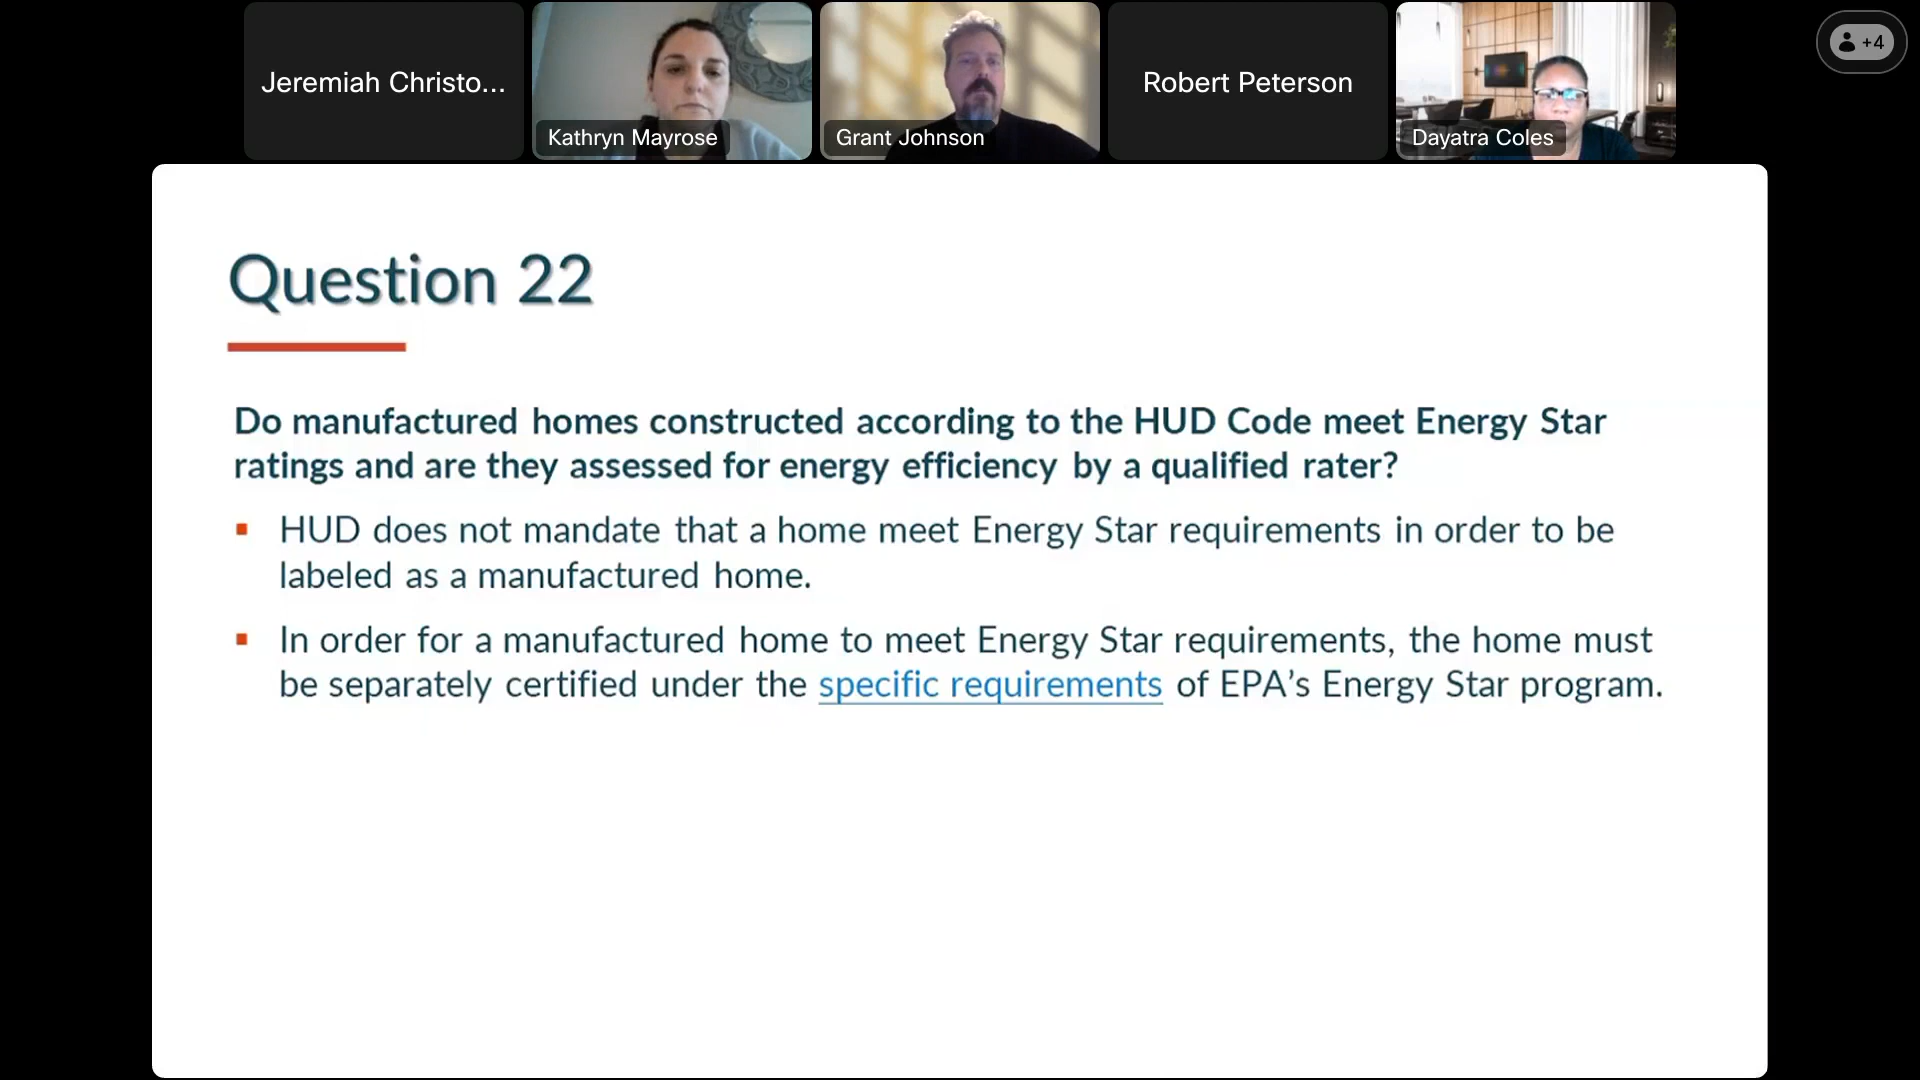 Jeremiah Christo...
Kathryn Mayrose
Grant Johnson
Robert Peterson
Dayatra Coles
+4
Question 22
Do manufactured homes constructed according to the HUD Code meet Energy Star
ratings and are they assessed for energy efficiency by a qualified rater?
HUD does not mandate that a home meet Energy Star requirements in order to be
labeled as a manufactured home.
In order for a manufactured home to meet Energy Star requirements, the home must
be separately certified under the specific requirements of EPA’s Energy Star program.